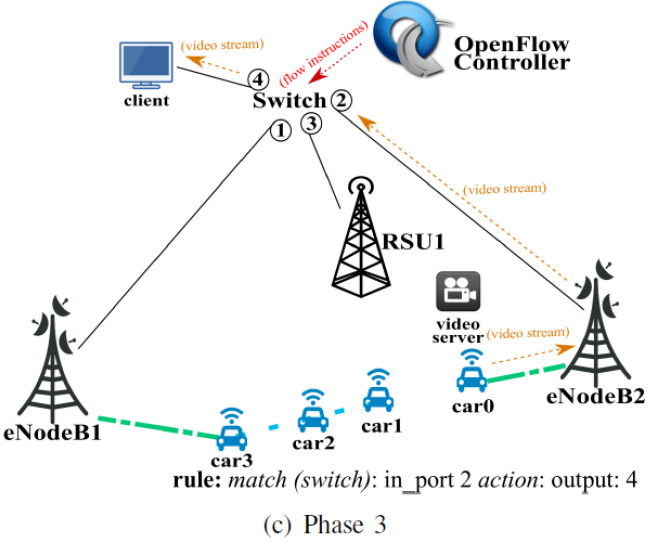 (video stream)
(flow instructions)
OpenFlow
Controller
client
4
Switch 2
1
3
(video stream)
RSU1
video
server
(video stream)
eNodeB1
car3
car2
car1
car0
eNodeB2
rule: match (switch): in_port 2 action: output: 4
(c) Phase 3